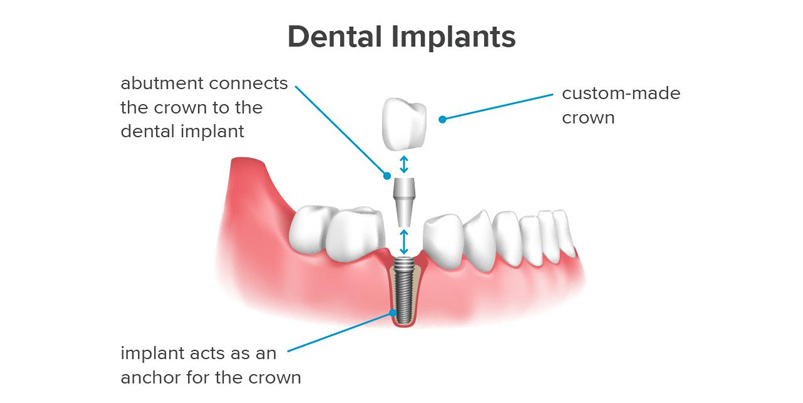 Dental Implants
abutment connects
the crown to the
dental implant
custom-made
crown
implant acts as an
anchor for the crown